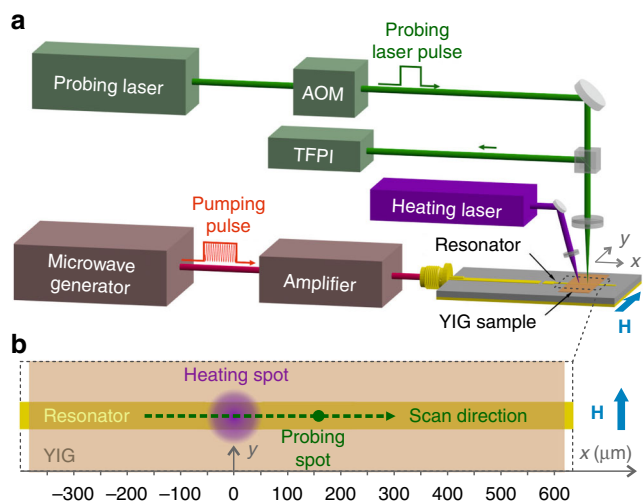 a
Probing laser
AOM
Probing
laser pulse
TFPI
Heating laser
Pumping
pulse
Microwave
generator
Amplifier
Resonator
y
x
YIG sample
H
b
Heating spot
Resonator
Scan direction
Probing
spot
YIG
y
H
x (μm)
−300 −200 −100 0 100 200 300 400 500 600